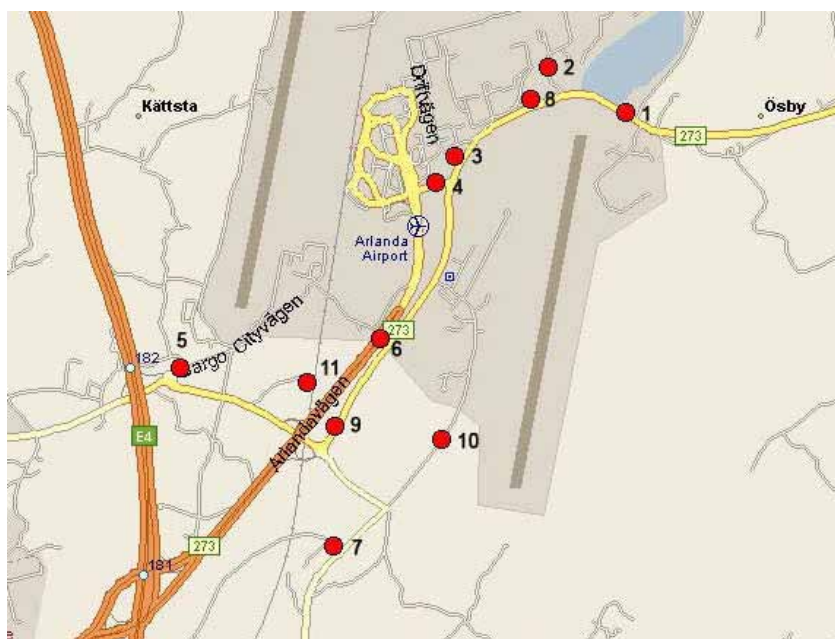 2
8
1
Kättsta
Ösby
273
Driftvägen
3
4
Arlanda
Airport
273
5
182
Cargo Cityvägen
6
11
Arlandavägen
9
10
E4
7
273
181